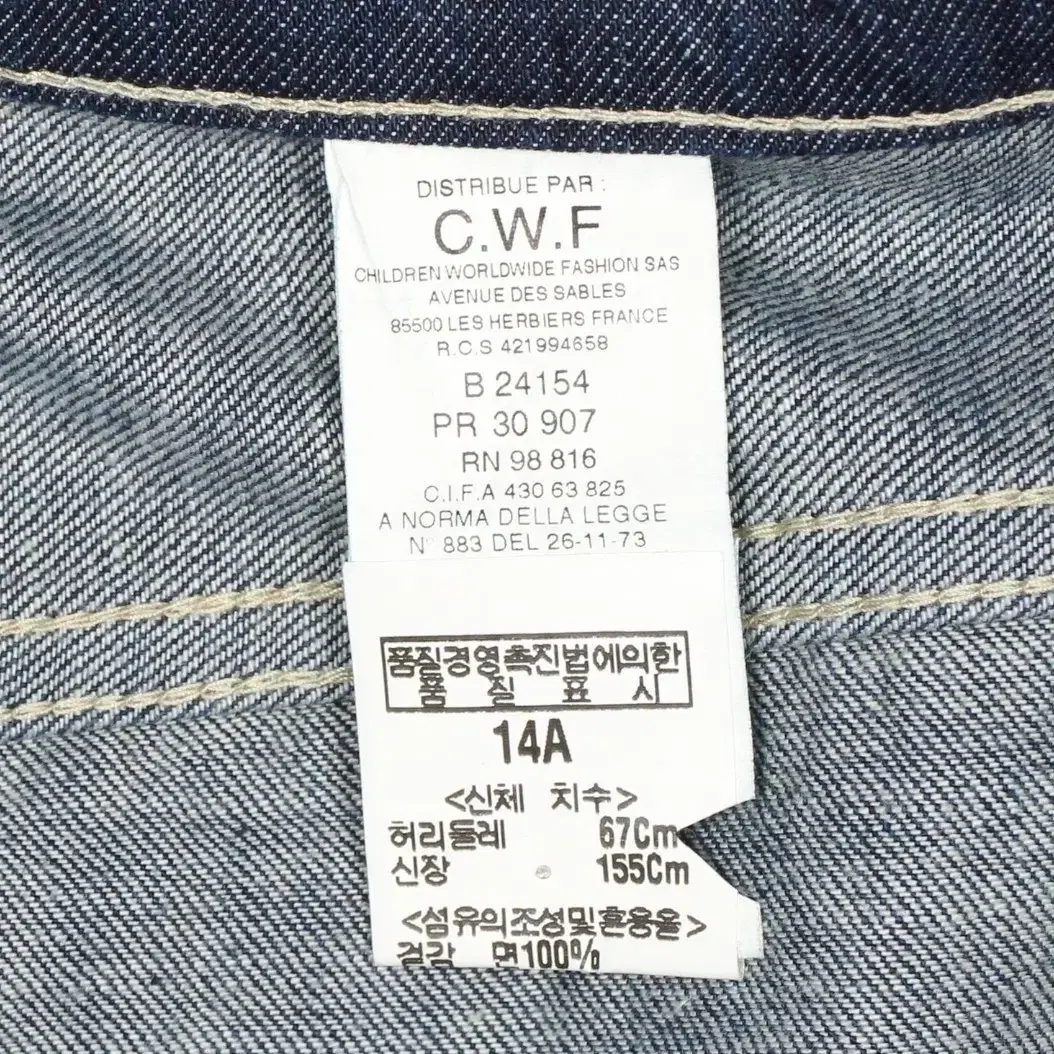 DISTRIBUE PAR :
C.W.F
CHILDREN WORLDWIDE FASHION SAS
AVENUE DES SABLES
85500 LES HERBIERS FRANCE
R.C.S 421994658
B 24154
PR 30 907
RN 98 816
C.I.F.A 430 63 825
A NORMA DELLA LEGGE
N° 883 DEL 26-11-73
품질경영촉진법에의한
품 질 표 시
14A
<신체 치수>
허리둘레 67Cm
신장 155Cm
<섬유의조성및혼용율>
겉감 면100%